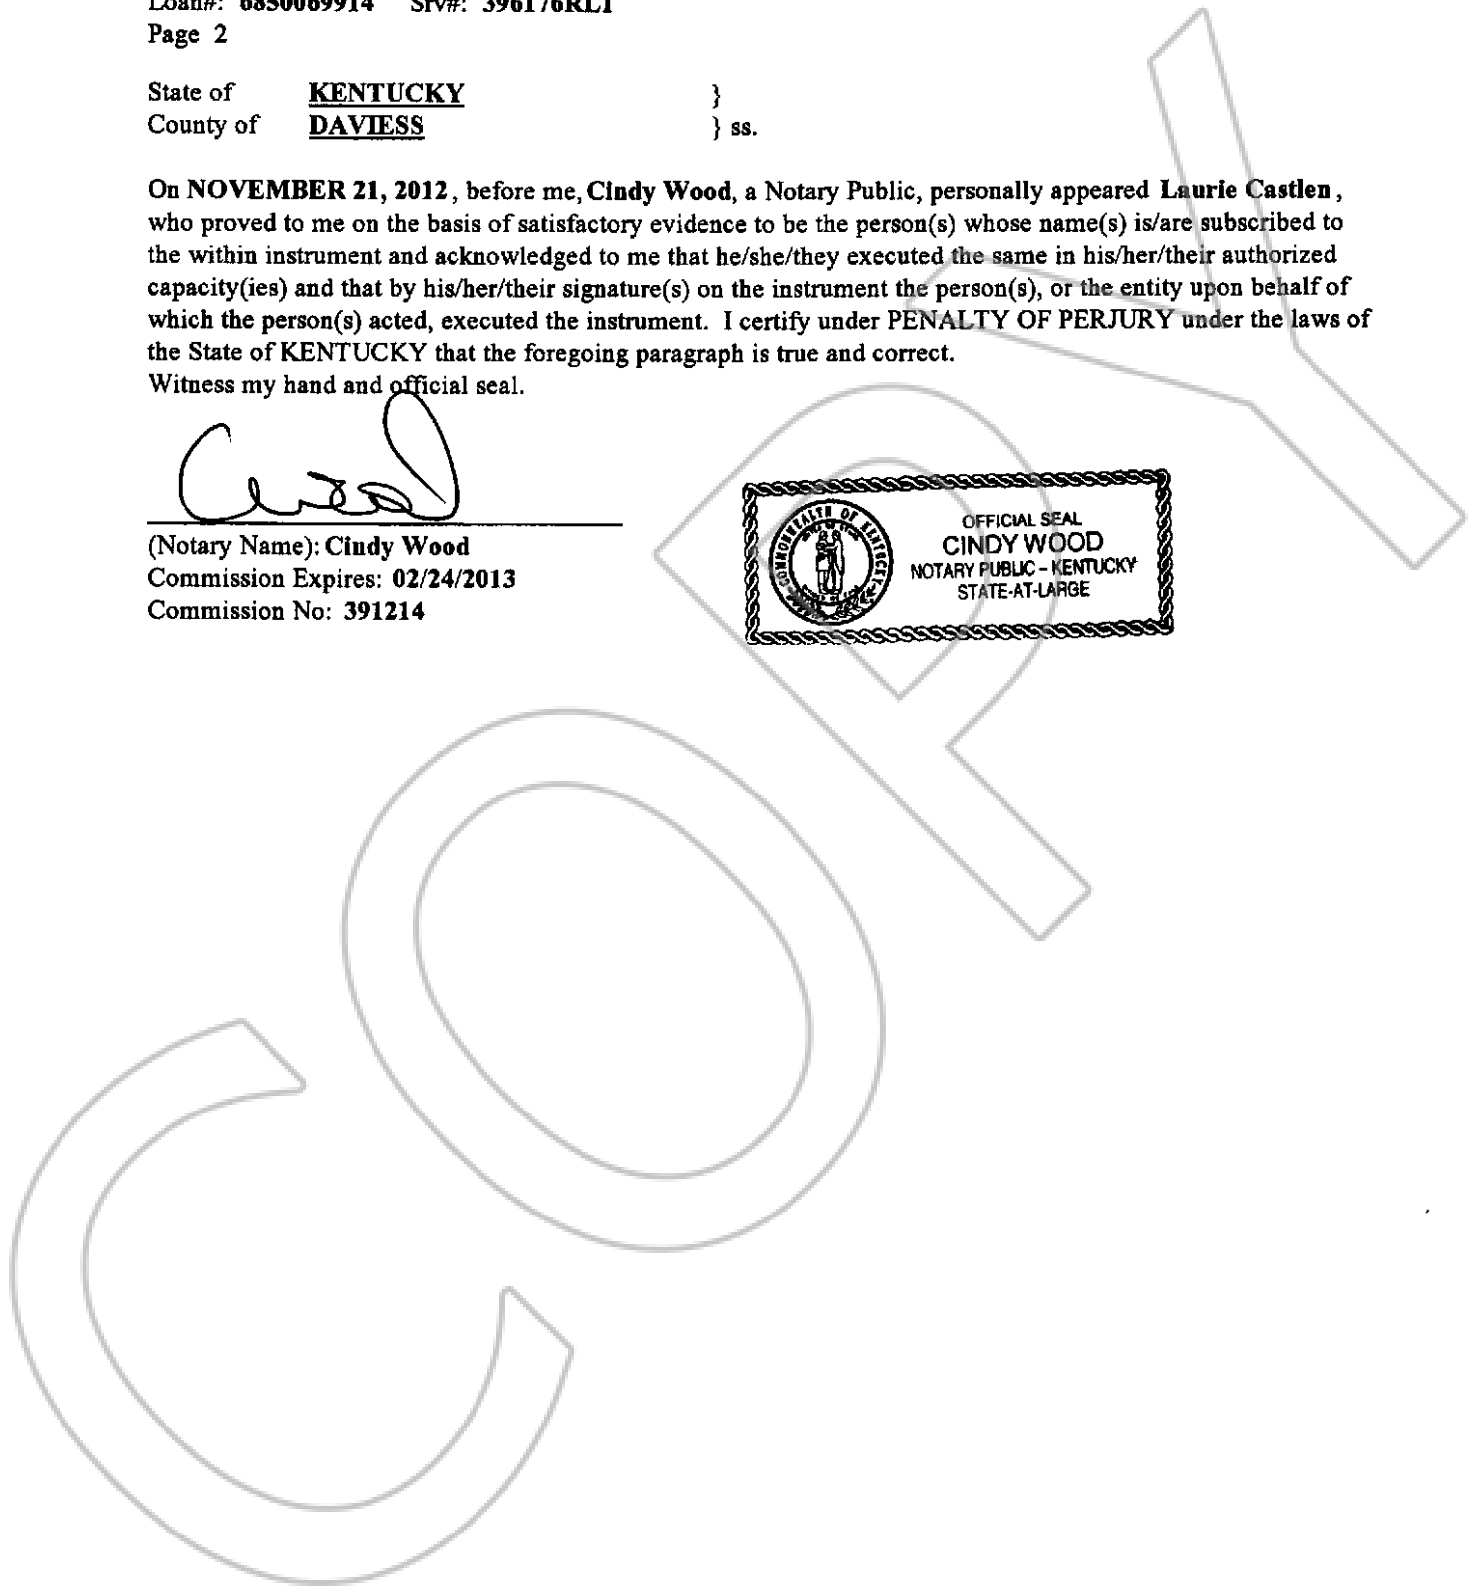 Loan#: 6850069914 Srv#: 396176RL1
Page 2
State of KENTUCKY }
County of DAVIESS } ss.
On NOVEMBER 21, 2012, before me, Cindy Wood, a Notary Public, personally appeared Laurie Castlen,
who proved to me on the basis of satisfactory evidence to be the person(s) whose name(s) is/are subscribed to
the within instrument and acknowledged to me that he/she/they executed the same in his/her/their authorized
capacity(ies) and that by his/her/their signature(s) on the instrument the person(s), or the entity upon behalf of
which the person(s) acted, executed the instrument. I certify under PENALTY OF PERJURY under the laws of
the State of KENTUCKY that the foregoing paragraph is true and correct.
Witness my hand and official seal.
(Notary Name): Cindy Wood
Commission Expires: 02/24/2013
Commission No: 391214
COMMONWEALTH OF KENTUCKY
OFFICIAL SEAL
CINDY WOOD
NOTARY PUBLIC – KENTUCKY
STATE-AT-LARGE
COPY